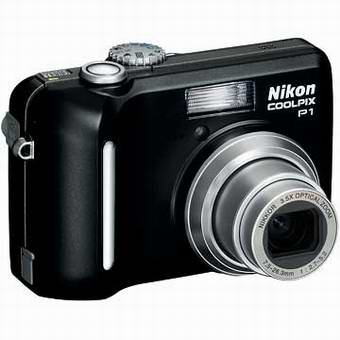 Nikon
COOLPIX
P1
NIKKOR 3.5X OPTICAL ZOOM
7.5-26.3mm 1:2.7-5.3